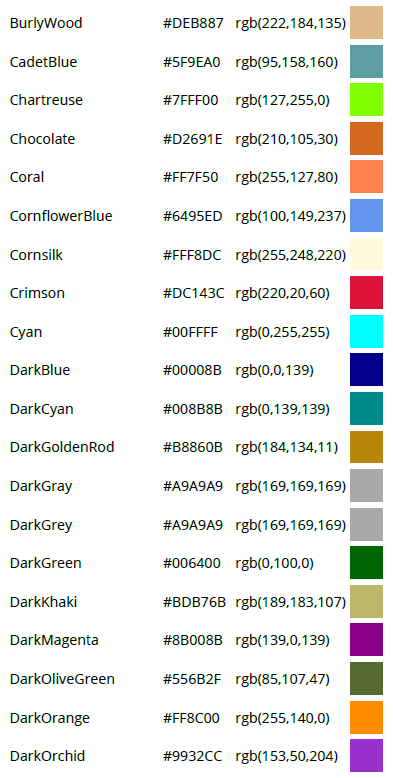 BurlyWood #DEB887 rgb(222,184,135)
CadetBlue #5F9EA0 rgb(95,158,160)
Chartreuse #7FFF00 rgb(127,255,0)
Chocolate #D2691E rgb(210,105,30)
Coral #FF7F50 rgb(255,127,80)
CornflowerBlue #6495ED rgb(100,149,237)
Cornsilk #FFF8DC rgb(255,248,220)
Crimson #DC143C rgb(220,20,60)
Cyan #00FFFF rgb(0,255,255)
DarkBlue #00008B rgb(0,0,139)
DarkCyan #008B8B rgb(0,139,139)
DarkGoldenRod #B8860B rgb(184,134,11)
DarkGray #A9A9A9 rgb(169,169,169)
DarkGrey #A9A9A9 rgb(169,169,169)
DarkGreen #006400 rgb(0,100,0)
DarkKhaki #BDB76B rgb(189,183,107)
DarkMagenta #8B008B rgb(139,0,139)
DarkOliveGreen #556B2F rgb(85,107,47)
DarkOrange #FF8C00 rgb(255,140,0)
DarkOrchid #9932CC rgb(153,50,204)